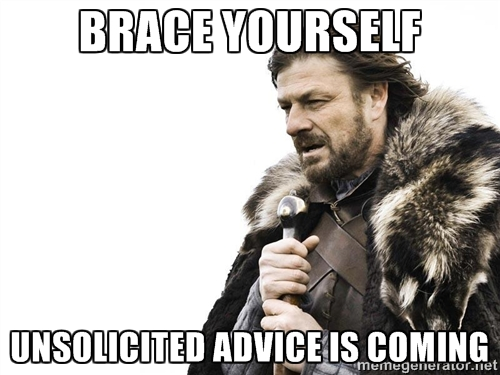 BRACE YOURSELF
UNSOLICITED ADVICE IS COMING
memegenerator.net